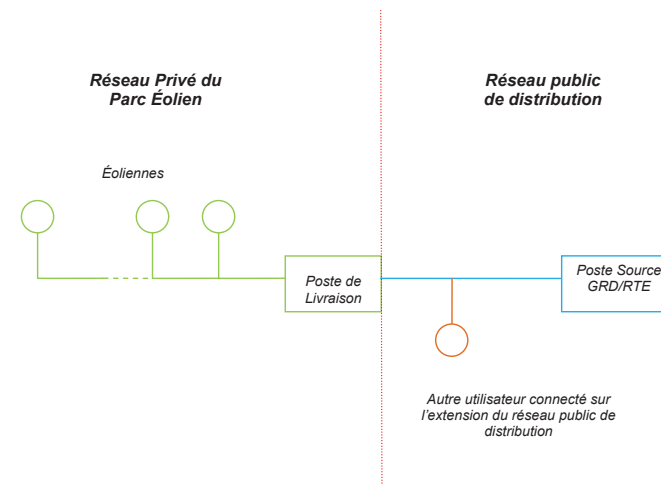 Réseau Privé du
Parc Éolien
Réseau public
de distribution
Éoliennes
Poste de
Livraison
Poste Source
GRD/RTE
Autre utilisateur connecté sur
l'extension du réseau public de
distribution